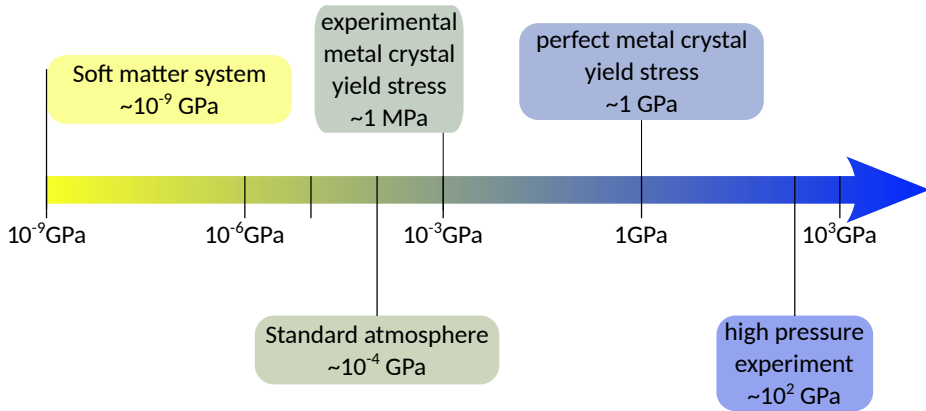 experimental
metal crystal
yield stress
~1 MPa
perfect metal crystal
yield stress
~1 GPa
Soft matter system
~10⁻⁹ GPa
10⁻⁹GPa
10⁻⁶GPa
10⁻³GPa
1GPa
10³GPa
Standard atmosphere
~10⁻⁴ GPa
high pressure
experiment
~10² GPa